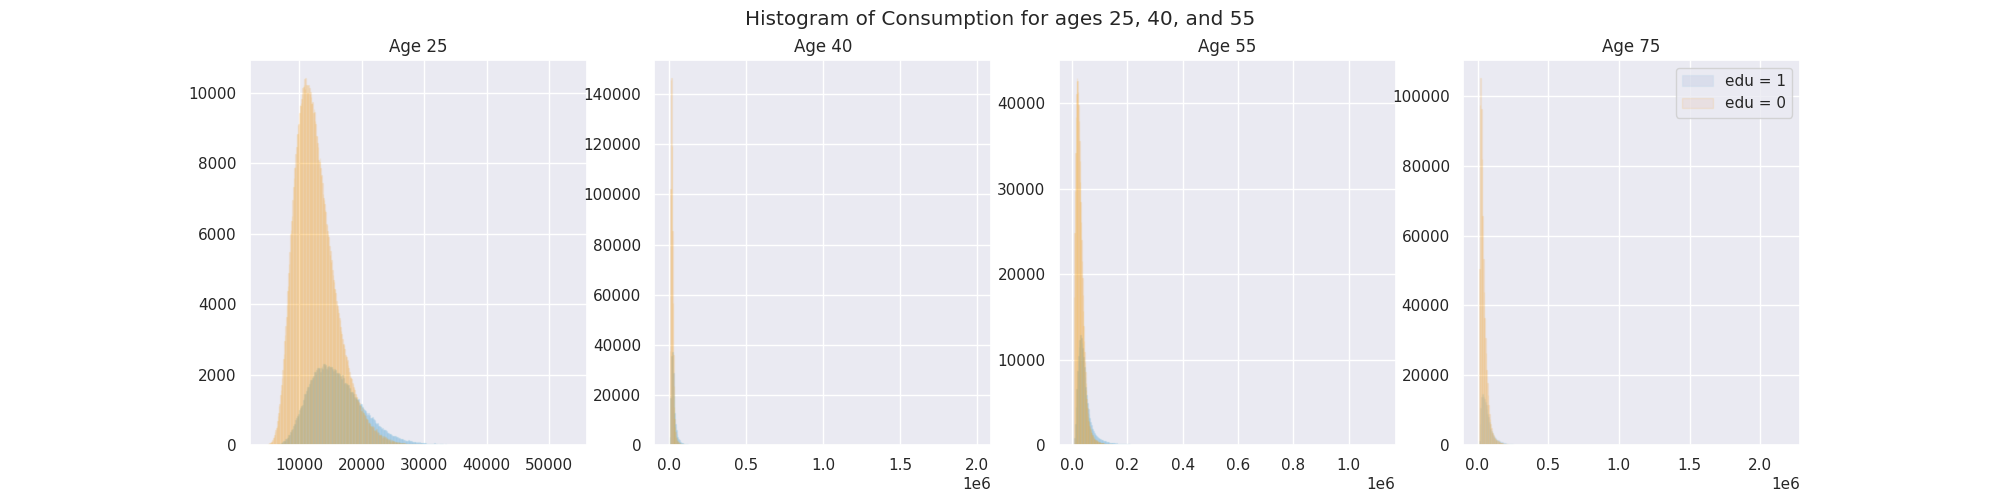 Histogram of Consumption for ages 25, 40, and 55
Age 25
10000
8000
6000
4000
2000
0
10000 20000 30000 40000 50000
Age 40
140000
120000
100000
80000
60000
40000
20000
0
0.0 0.5 1.0 1.5 2.0
1e6
Age 55
40000
30000
20000
10000
0
0.0 0.2 0.4 0.6 0.8 1.0
1e6
Age 75
edu = 1
edu = 0
100000
80000
60000
40000
20000
0
0.0 0.5 1.0 1.5 2.0
1e6